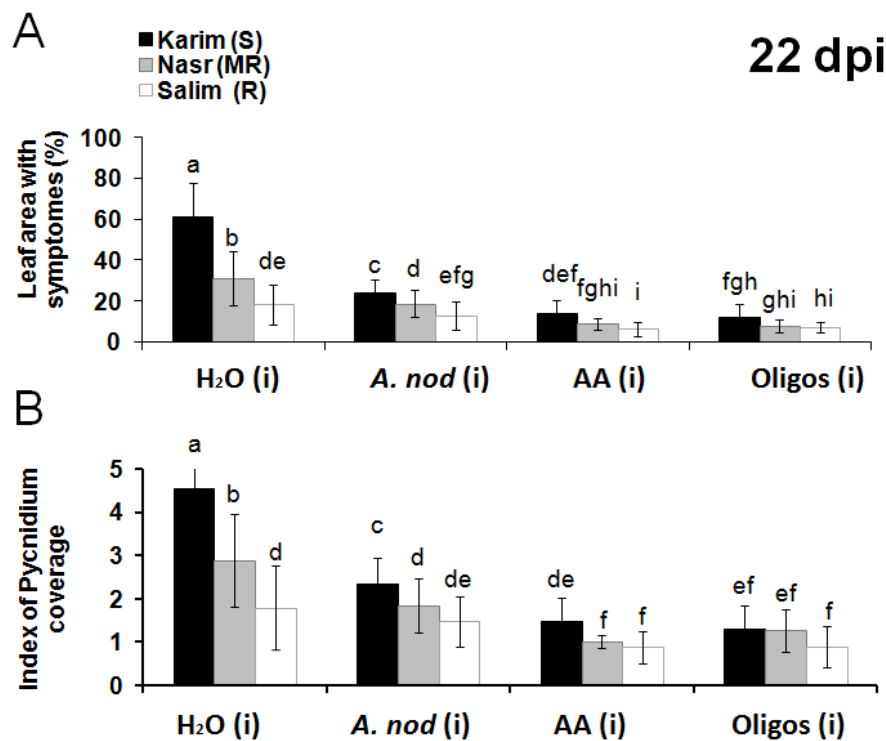 A
Karim (S)
Nasr (MR)
Salim (R)
22 dpi
Leaf area with
symptomes (%)
100
80
60
40
20
0
a
b
de
c
d
efg
def
fghi
i
fgh
ghi
hi
H₂O (i)
A. nod (i)
AA (i)
Oligos (i)
B
Index of Pycnidium
coverage
5
4
3
2
1
0
a
b
d
c
d
de
de
f
f
ef
ef
f
H₂O (i)
A. nod (i)
AA (i)
Oligos (i)